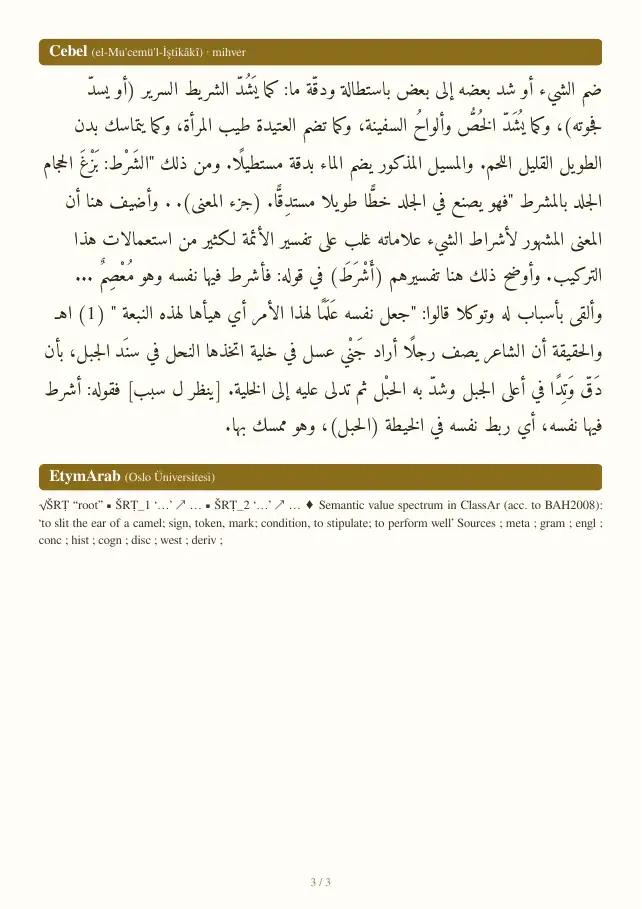 Cebel (el-Mu'cemü'l-İştikâkî) · mihver
ضم الشيء أو شد بعضه إلى بعض باستطالة ودقّة ما: كما يَشُدّ الشريط السرير (أو يسدّ
فجوته)، وكما يُشَدّ الخُصُّ وألواحُ السفينة، وكما تضم العتيدة طيب المرأة، وكما يتماسك بدن
الطويل القليل اللحم. والمسيل المذكور يضم الماء بدقة مستطيلًا. ومن ذلك "الشَرْط: بَزْغَ الحجام
الجلد بالمشرط "فهو يصنع في الجلد خطًّا طويلا مستدِقًّا. (جزء المعنى). . وأضيف هنا أن
المعنى المشهور لأشراط الشيء علاماته غلب على تفسير الأئمة لكثير من استعمالات هذا
التركيب. وأوضح ذلك هنا تفسيرهم (أَشْرَطَ) في قوله: فأشرط فيها نفسه وهو مُعْصِمٌ ...
وألقى بأسباب له وتوكلا قالوا: "جعل نفسه عَلَمًا لهذا الأمر أي هيأها لهذه النبعة " (1) اهـ
والحقيقة أن الشاعر يصف رجلًا أراد جَنْي عسل في خلية اتخذها النحل في سنَد الجبل، بأن
دَقّ وَتِدًا في أعلى الجبل وشدّ به الحبْل ثم تدلى عليه إلى الخلية. [ينظر ل سبب] فقوله: أشرط
فيها نفسه، أي ربط نفسه في الخيطة (الحبل)، وهو ممسك بها.
EtymArab (Oslo Üniversitesi)
√ŠRṬ “root” ▪ ŠRṬ_1 ‘…’ ↗ … ▪ ŠRṬ_2 ‘…’ ↗ … ♦ Semantic value spectrum in ClassAr (acc. to BAH2008):
‘to slit the ear of a camel; sign, token, mark; condition, to stipulate; to perform well’ Sources ; meta ; gram ; engl ;
conc ; hist ; cogn ; disc ; west ; deriv ;
3 / 3